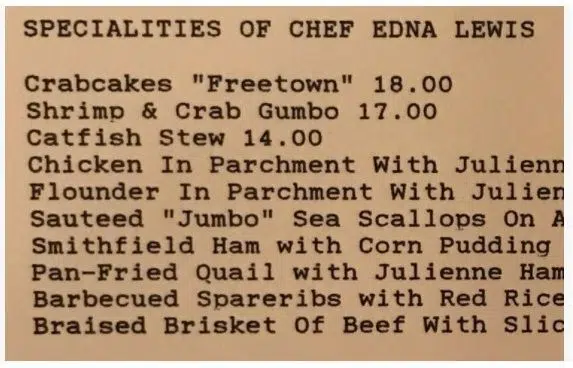 SPECIALITIES OF CHEF EDNA LEWIS
Crabcakes "Freetown" 18.00
Shrimp & Crab Gumbo 17.00
Catfish Stew 14.00
Chicken In Parchment With Julienn
Flounder In Parchment With Julien
Sauteed "Jumbo" Sea Scallops On A
Smithfield Ham with Corn Pudding
Pan-Fried Quail with Julienne Ham
Barbecued Spareribs with Red Rice
Braised Brisket Of Beef With Slic